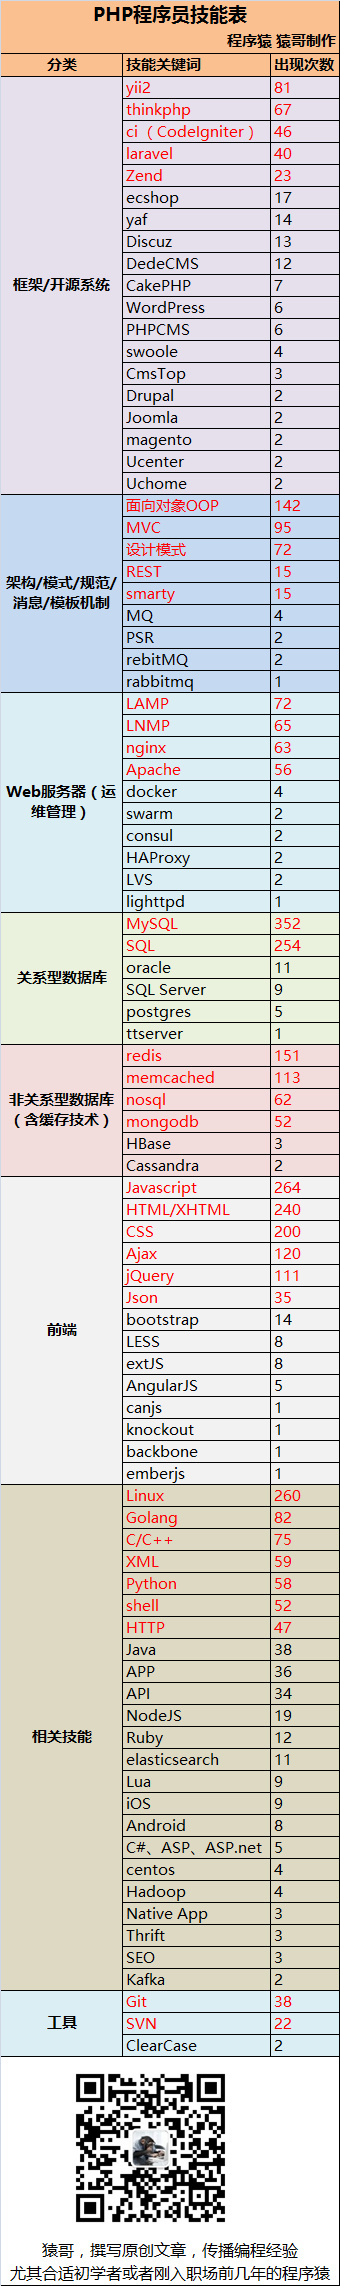 PHP程序员技能表
程序猿 猿哥制作
分类 技能关键词 出现次数
框架/开源系统
yii2 81
thinkphp 67
ci（CodeIgniter） 46
laravel 40
Zend 23
ecshop 17
yaf 14
Discuz 13
DedeCMS 12
CakePHP 7
WordPress 6
PHPCMS 6
swoole 4
CmsTop 3
Drupal 2
Joomla 2
magento 2
Ucenter 2
Uchome 2
架构/模式/规范/
消息/模板机制
面向对象OOP 142
MVC 95
设计模式 72
REST 15
smarty 15
MQ 4
PSR 2
rebitMQ 2
rabbitmq 1
Web服务器（运
维管理）
LAMP 72
LNMP 65
nginx 63
Apache 56
docker 4
swarm 2
consul 2
HAProxy 2
LVS 2
lighttpd 1
关系型数据库
MySQL 352
SQL 254
oracle 11
SQL Server 9
postgres 5
ttserver 1
非关系型数据库
（含缓存技术）
redis 151
memcached 113
nosql 62
mongodb 52
HBase 3
Cassandra 2
前端
Javascript 264
HTML/XHTML 240
CSS 200
Ajax 120
jQuery 111
Json 35
bootstrap 14
LESS 8
extJS 8
AngularJS 5
canjs 1
knockout 1
backbone 1
emberjs 1
相关技能
Linux 260
Golang 82
C/C++ 75
XML 59
Python 58
shell 52
HTTP 47
Java 38
APP 36
API 34
NodeJS 19
Ruby 12
elasticsearch 11
Lua 9
iOS 9
Android 8
C#、ASP、ASP.net 5
centos 4
Hadoop 4
Native App 3
Thrift 3
SEO 3
Kafka 2
工具
Git 38
SVN 22
ClearCase 2
猿哥，撰写原创文章，传播编程经验
尤其合适初学者或者刚入职场前几年的程序猿